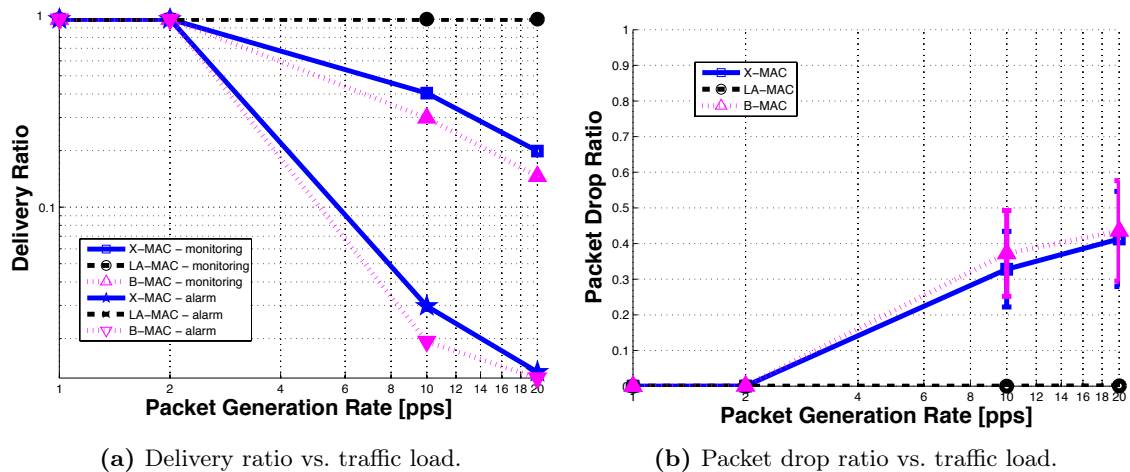 1
0.1
Delivery Ratio
X−MAC − monitoring
LA−MAC − monitoring
B−MAC − monitoring
X−MAC − alarm
LA−MAC − alarm
B−MAC − alarm
1 2 4 6 8 10 12 14 16 18 20
Packet Generation Rate [pps]
(a) Delivery ratio vs. traffic load.
1
0.9
0.8
0.7
0.6
0.5
0.4
0.3
0.2
0.1
0
Packet Drop Ratio
X−MAC
LA−MAC
B−MAC
1 2 4 6 8 10 12 14 16 18 20
Packet Generation Rate [pps]
(b) Packet drop ratio vs. traffic load.